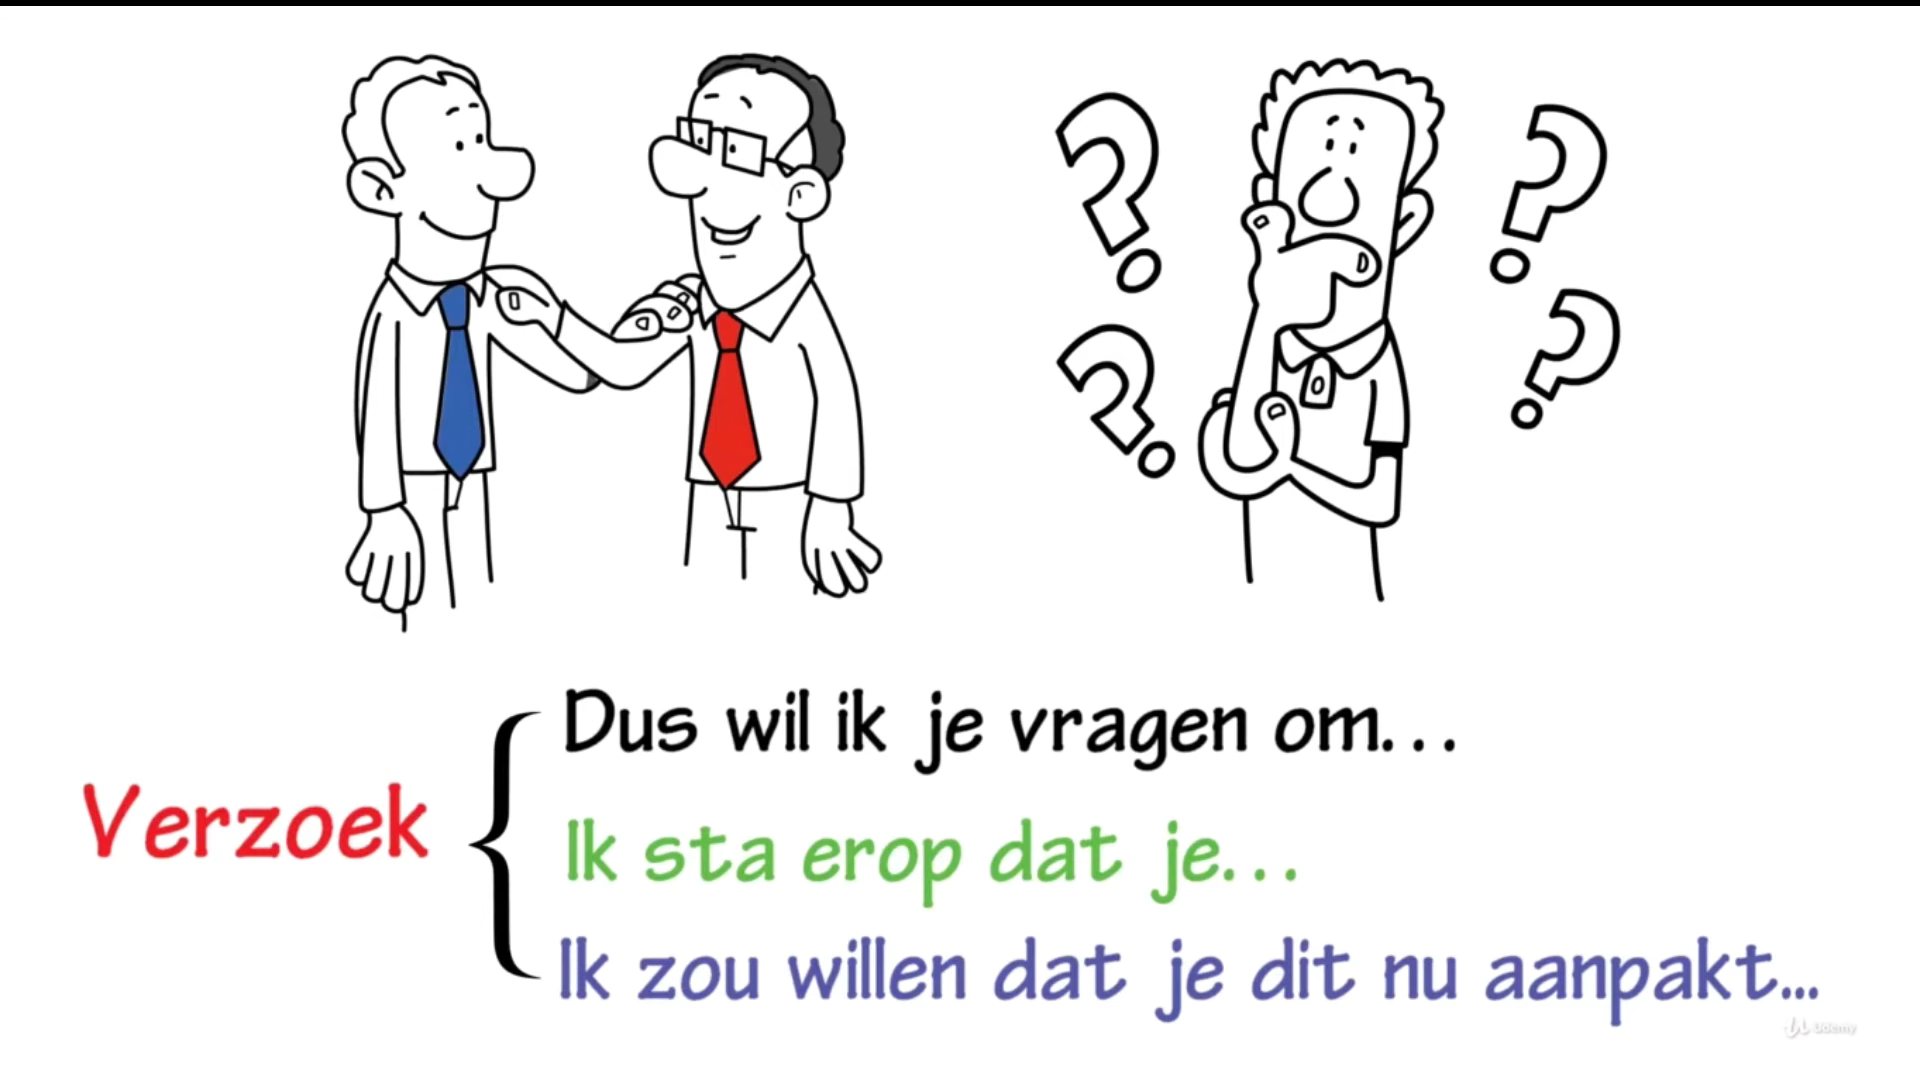 Dus wil ik je vragen om...
Verzoek
Ik sta erop dat je...
Ik zou willen dat je dit nu aanpakt...
Udemy